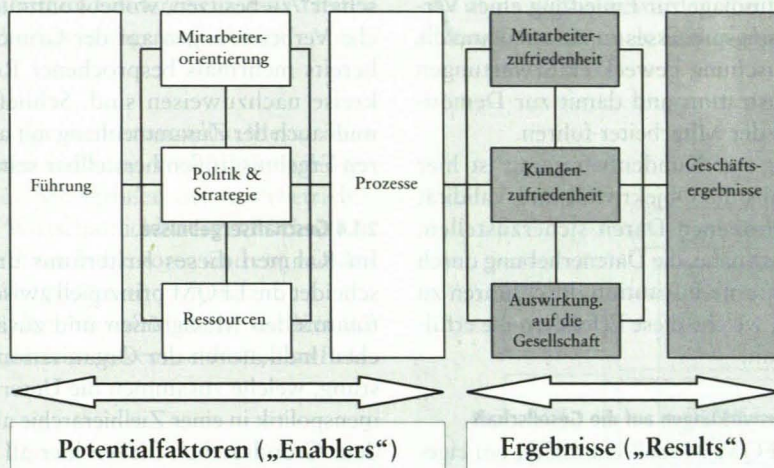 Führung
Mitarbeiter-
orientierung
Politik &
Strategie
Ressourcen
Prozesse
Mitarbeiter-
zufriedenheit
Kunden-
zufriedenheit
Auswirkung.
auf die
Gesellschaft
Geschäfts-
ergebnisse
Potentialfaktoren („Enablers“)
Ergebnisse („Results“)